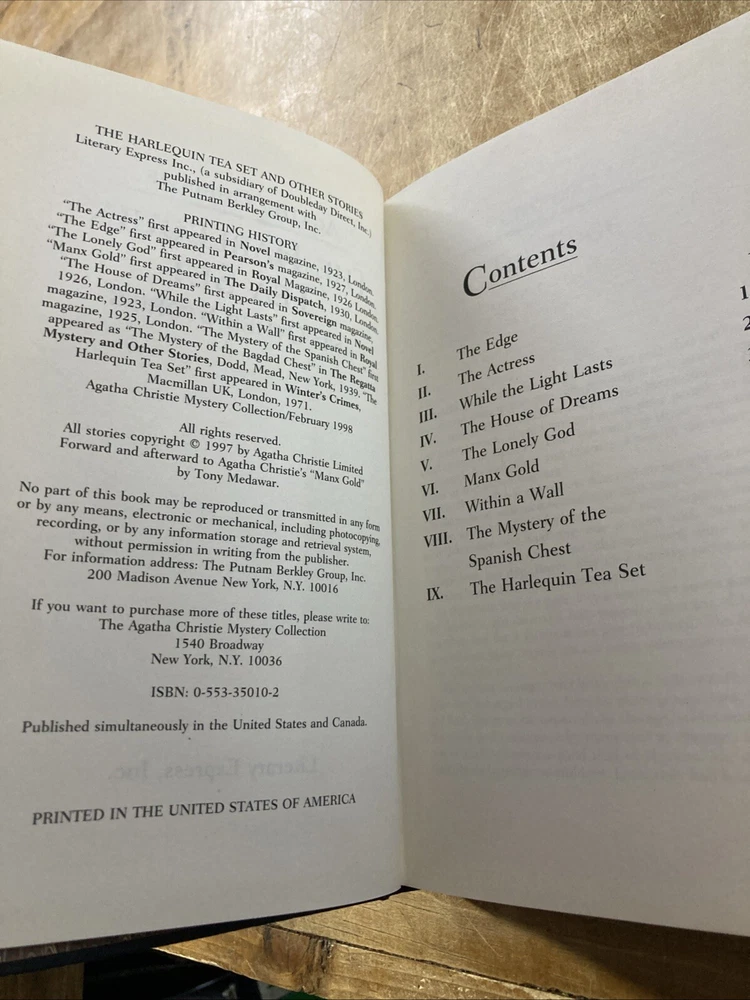 THE HARLEQUIN TEA SET AND OTHER STORIES
Literary Express Inc., (a subsidiary of Doubleday Direct, Inc.)
published in arrangement with
The Putnam Berkley Group, Inc.
PRINTING HISTORY
"The Actress" first appeared in Novel magazine, 1923, London.
"The Edge" first appeared in Pearson's magazine, 1927, London.
"The Lonely God" first appeared in Royal Magazine, 1926 London.
"Manx Gold" first appeared in The Daily Dispatch, 1930, London.
"The House of Dreams" first appeared in Sovereign magazine,
1926, London. "While the Light Lasts" first appeared in Novel
magazine, 1923, London. "Within a Wall" first appeared in Royal
magazine, 1925, London. "The Mystery of the Spanish Chest" first
appeared as "The Mystery of the Bagdad Chest" in The Regatta
Mystery and Other Stories, Dodd, Mead, New York, 1939. "The
Harlequin Tea Set" first appeared in Winter's Crimes,
Macmillan UK, London, 1971.
Agatha Christie Mystery Collection/February 1998
All rights reserved.
All stories copyright © 1997 by Agatha Christie Limited
Forward and afterward to Agatha Christie's "Manx Gold"
by Tony Medawar.
No part of this book may be reproduced or transmitted in any form
or by any means, electronic or mechanical, including photocopying,
recording, or by any information storage and retrieval system,
without permission in writing from the publisher.
For information address: The Putnam Berkley Group, Inc.
200 Madison Avenue New York, N.Y. 10016
If you want to purchase more of these titles, please write to:
The Agatha Christie Mystery Collection
1540 Broadway
New York, N.Y. 10036
ISBN: 0-553-35010-2
Published simultaneously in the United States and Canada.
PRINTED IN THE UNITED STATES OF AMERICA
Contents
I. The Edge
II. The Actress
III. While the Light Lasts
IV. The House of Dreams
V. The Lonely God
VI. Manx Gold
VII. Within a Wall
VIII. The Mystery of the
Spanish Chest
IX. The Harlequin Tea Set